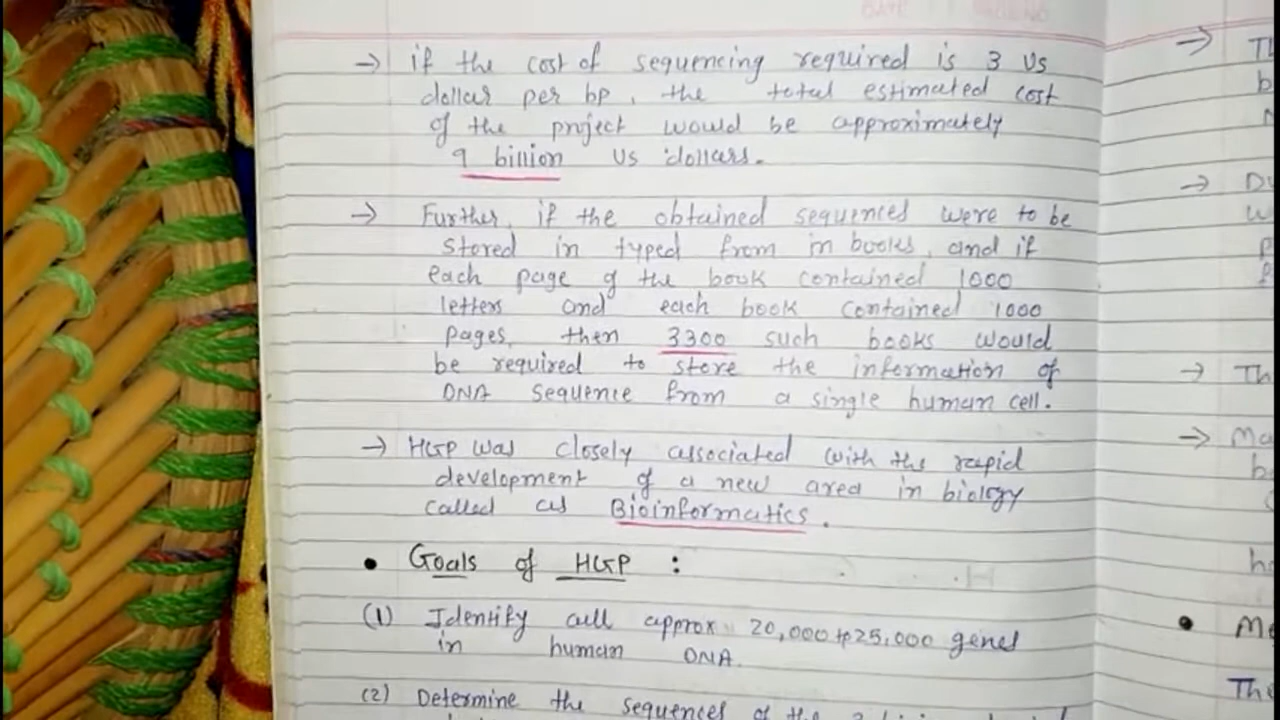 → if the cost of sequencing required is 3 Us
dollar per bp, the total estimated cost
of the project would be approximately
9 billion Us dollars.
→ Further, if the obtained sequences were to be
stored in typed from in books, and if
each page of the book contained 1000
letters and each book contained 1000
pages, then 3300 such books would
be required to store the information of
DNA sequence from a single human cell.
→ HGP was closely associated with the rapid
development of a new area in biology
called as Bioinformatics.
• Goals of HGP :
(1) Identify all approx 20,000 to 25,000 genes
in human DNA.
(2) Determine the sequences of the 3
→ Th
→
→ Th
→ Ma
b
h
•
The